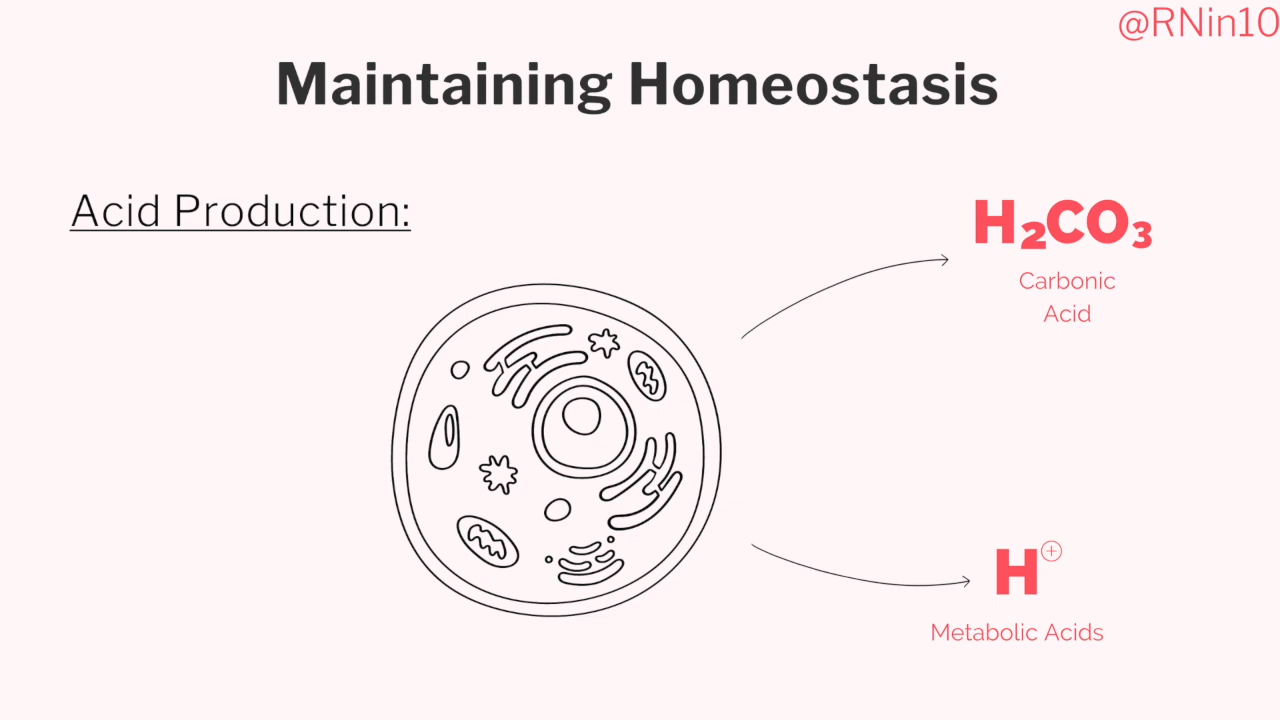 @RNin10
Maintaining Homeostasis
Acid Production:
H₂CO₃
Carbonic
Acid
H⊕
Metabolic Acids